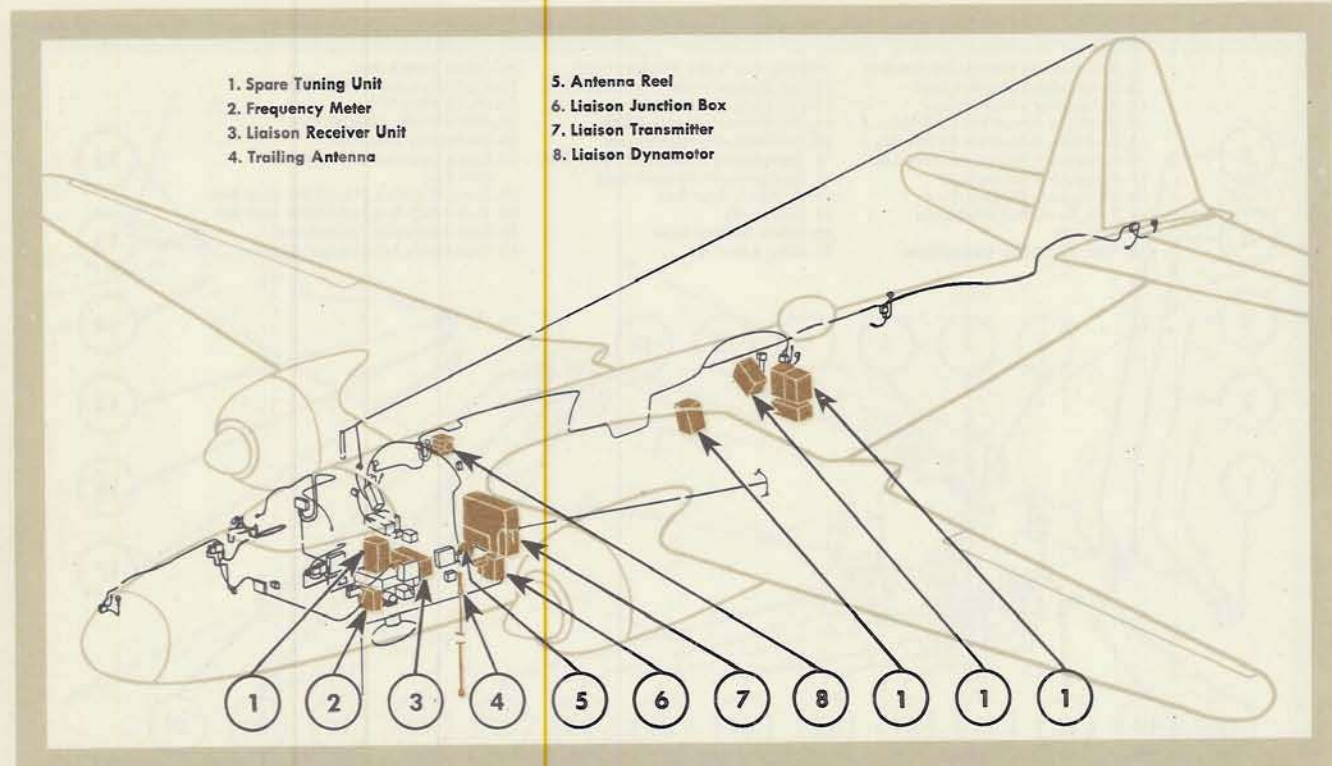 1. Spare Tuning Unit
2. Frequency Meter
3. Liaison Receiver Unit
4. Trailing Antenna
5. Antenna Reel
6. Liaison Junction Box
7. Liaison Transmitter
8. Liaison Dynamotor
1 2 3 4 5 6 7 8 1 1 1